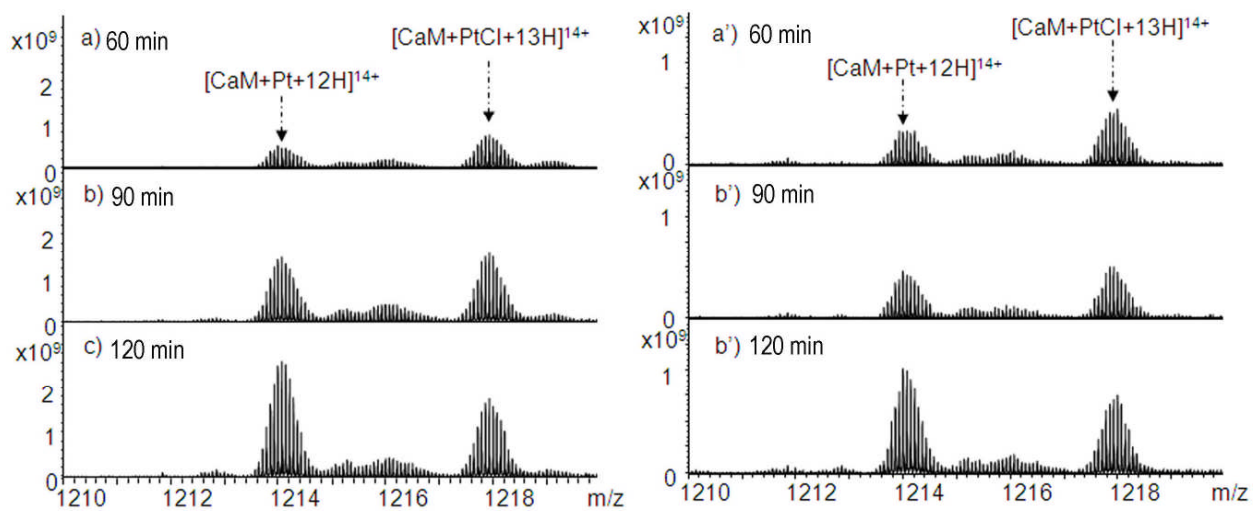 x10⁹ a) 60 min [CaM+PtCl+13H]¹⁴⁺
[CaM+Pt+12H]¹⁴⁺
2
1
0
x10⁹ b) 90 min
2
1
0
x10⁹ c) 120 min
2
1
0
1210 1212 1214 1216 1218 m/z
x10⁹ a’) 60 min [CaM+PtCl+13H]¹⁴⁺
1
[CaM+Pt+12H]¹⁴⁺
0
x10⁹ b’) 90 min
1
0
x10⁹ b’) 120 min
1
0
1210 1212 1214 1216 1218 m/z